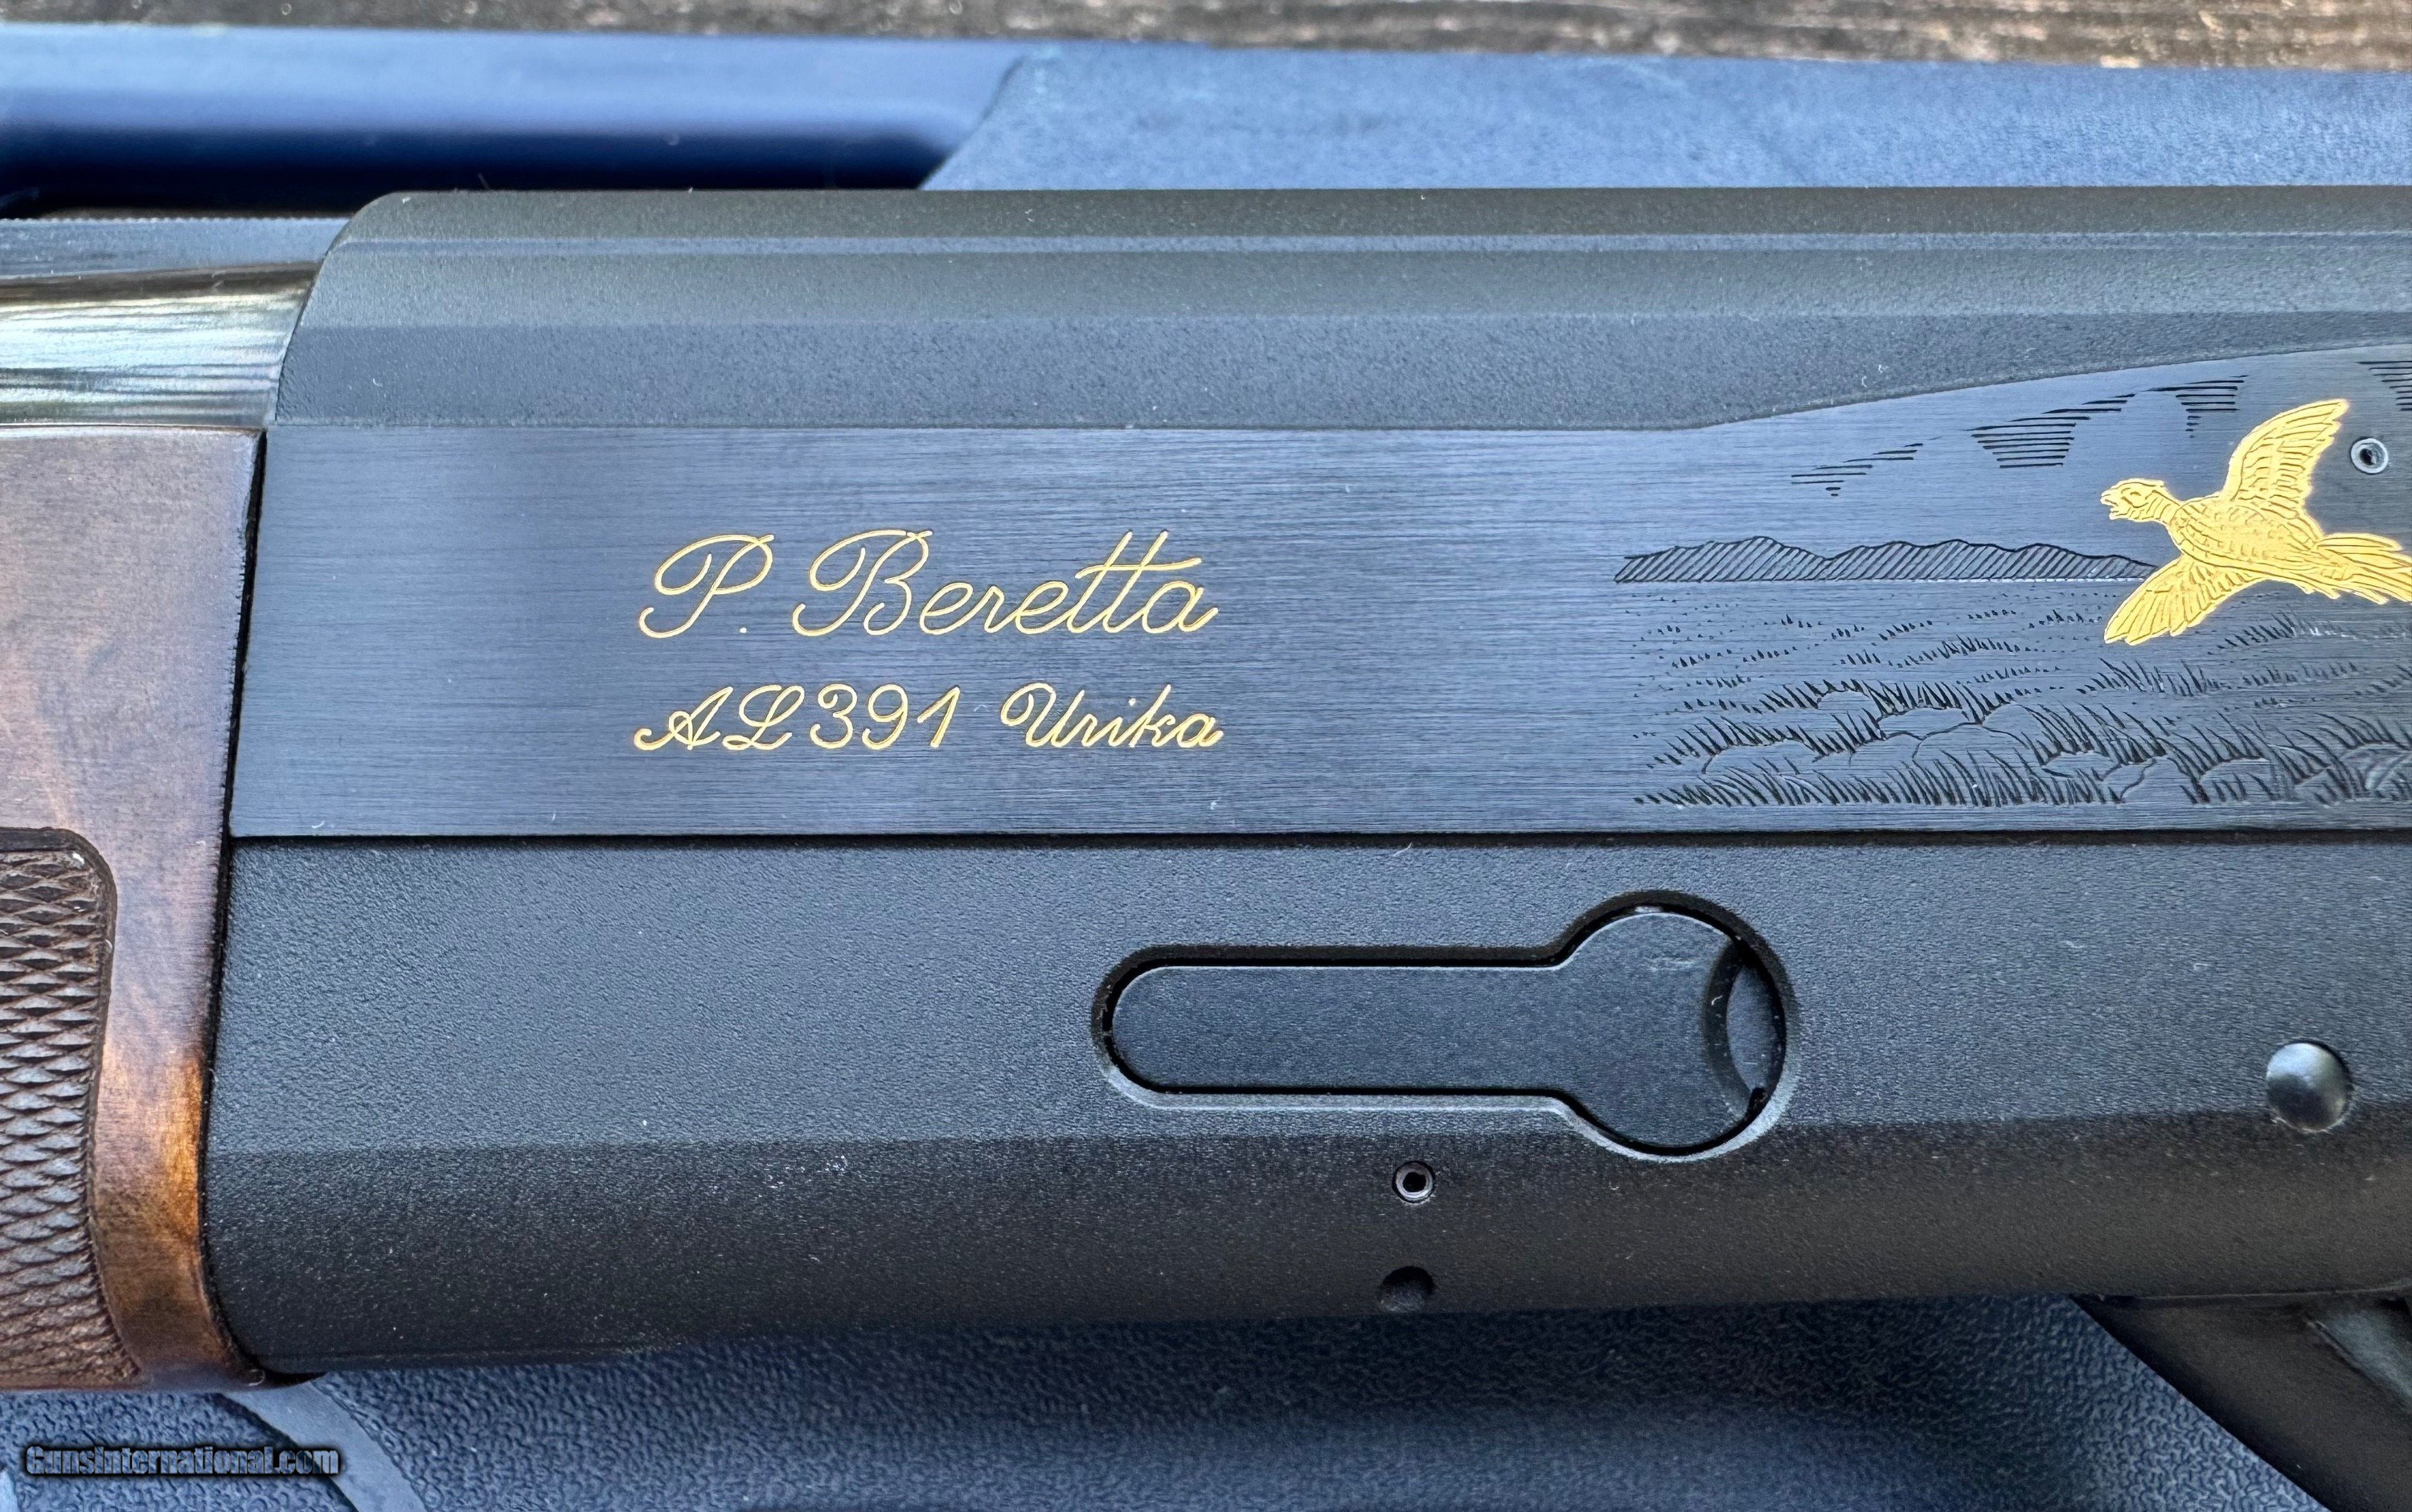 P. Beretta
AL391 Urika
GunsInternational.com